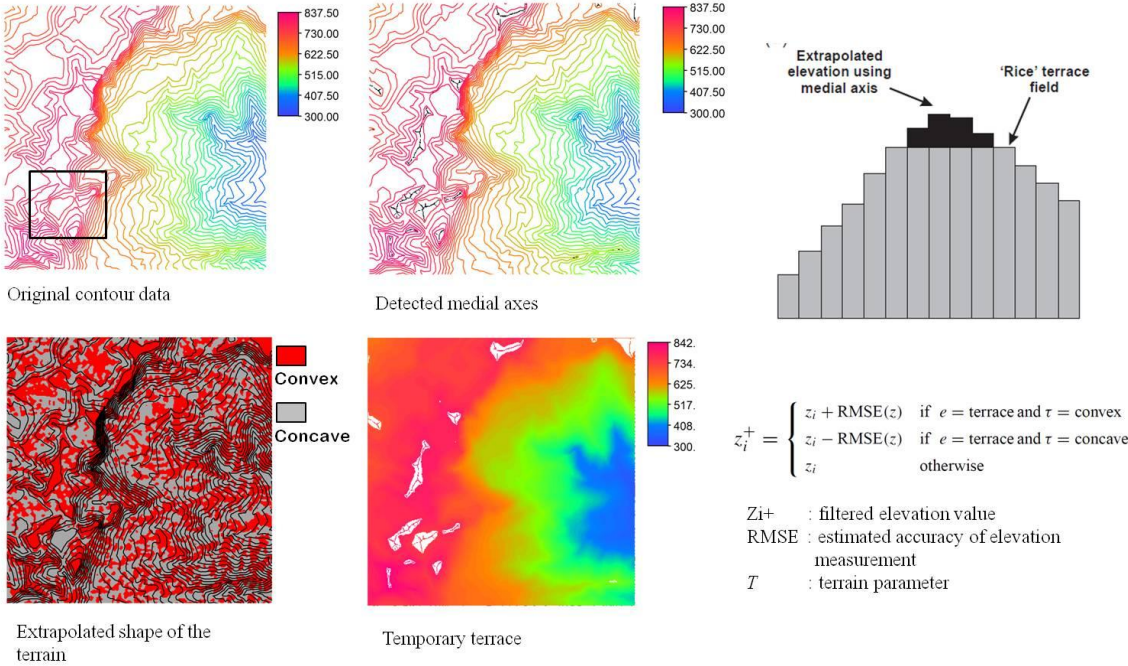 837.50
730.00
622.50
515.00
407.50
300.00
Original contour data
837.50
730.00
622.50
515.00
407.50
300.00
Detected medial axes
Extrapolated
elevation using
medial axis
'Rice' terrace
field
Convex
Concave
Extrapolated shape of the
terrain
842.
734.
625.
517.
408.
300.
Temporary terrace
z_i^+ = { z_i + RMSE(z) if e = terrace and τ = convex
z_i − RMSE(z) if e = terrace and τ = concave
z_i otherwise
Zi+ : filtered elevation value
RMSE : estimated accuracy of elevation
measurement
T : terrain parameter